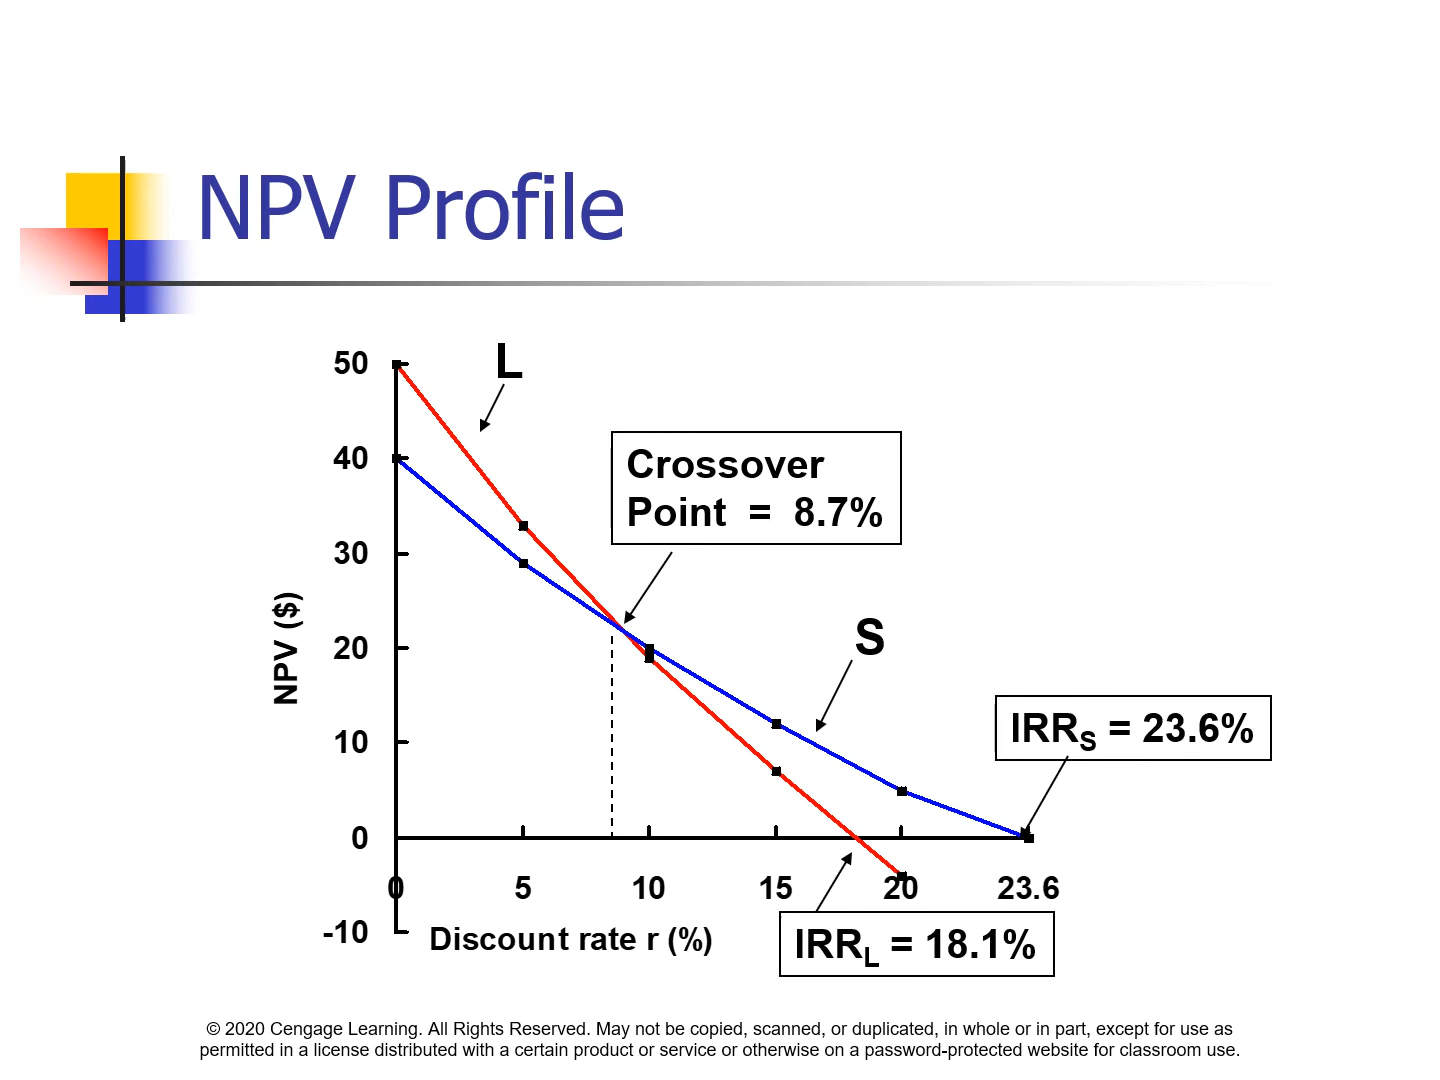 NPV Profile
L
50
40
30
20
10
0
-10
NPV ($)
Crossover
Point = 8.7%
S
IRRS = 23.6%
0 5 10 15 20 23.6
Discount rate r (%)
IRRL = 18.1%
© 2020 Cengage Learning. All Rights Reserved. May not be copied, scanned, or duplicated, in whole or in part, except for use as
permitted in a license distributed with a certain product or service or otherwise on a password-protected website for classroom use.